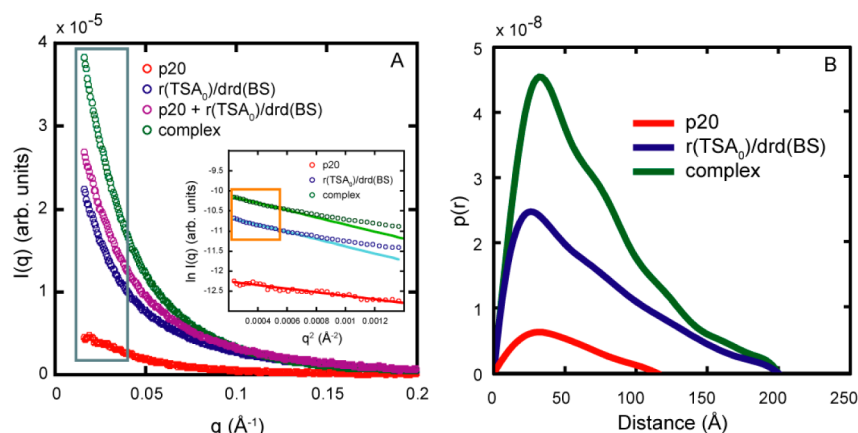 × 10⁻⁵
A
4
3
2
1
0
I(q) (arb. units)
p20
r(TSA₀)/drd(BS)
p20 + r(TSA₀)/drd(BS)
complex
-9.5
-10
-10.5
-11
-11.5
-12
-12.5
ln I(q) (arb. units)
p20
r(TSA₀)/drd(BS)
complex
0.0004 0.0006 0.0008 0.001 0.0012
q² (Å⁻²)
0 0.05 0.1 0.15 0.2
q (Å⁻¹)
× 10⁻⁸
B
5
4
3
2
1
0
p(r)
p20
r(TSA₀)/drd(BS)
complex
0 50 100 150 200 250
Distance (Å)